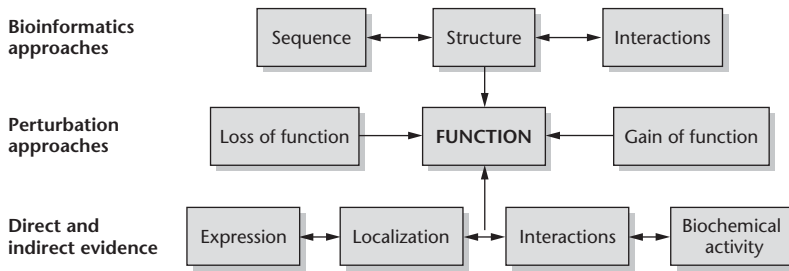 Bioinformatics
approaches
Sequence
Structure
Interactions
Perturbation
approaches
Loss of function
FUNCTION
Gain of function
Direct and
indirect evidence
Expression
Localization
Interactions
Biochemical
activity